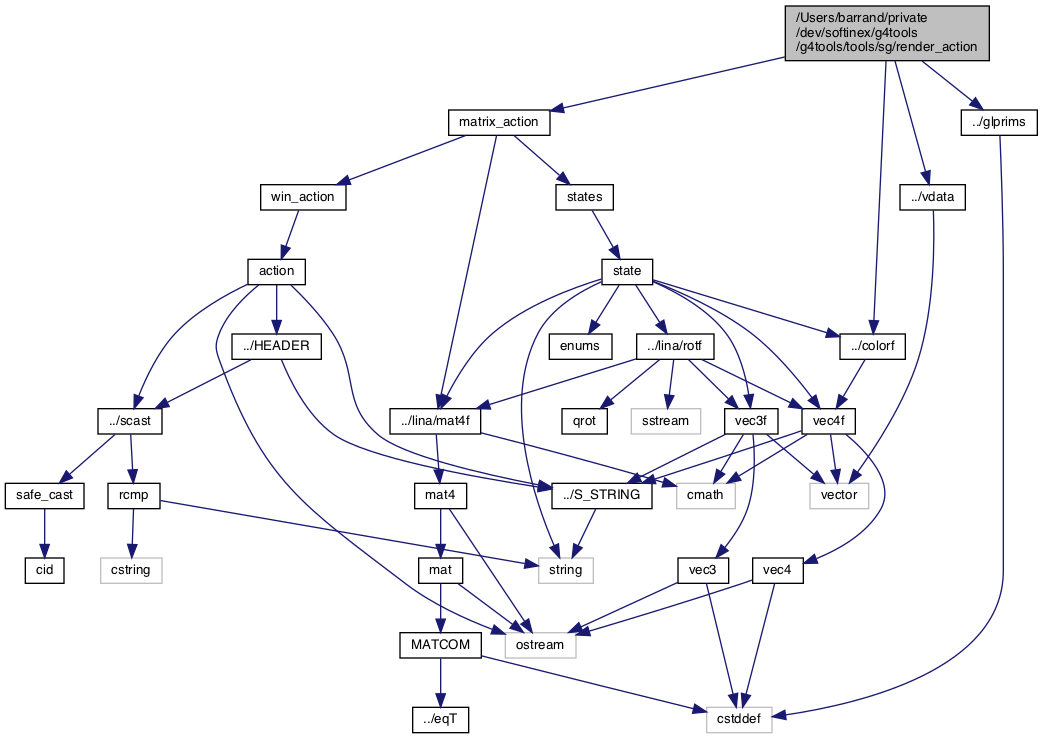 /Users/barrand/private
/dev/softinex/g4tools
/g4tools/tools/sg/render_action
matrix_action
../glprims
win_action
states
../vdata
action
state
../HEADER
enums
../lina/rotf
../colorf
../scast
../lina/mat4f
qrot
sstream
vec3f
vec4f
safe_cast
rcmp
mat4
../S_STRING
cmath
vector
cid
cstring
mat
string
vec3
vec4
MATCOM
ostream
../eqT
cstddef